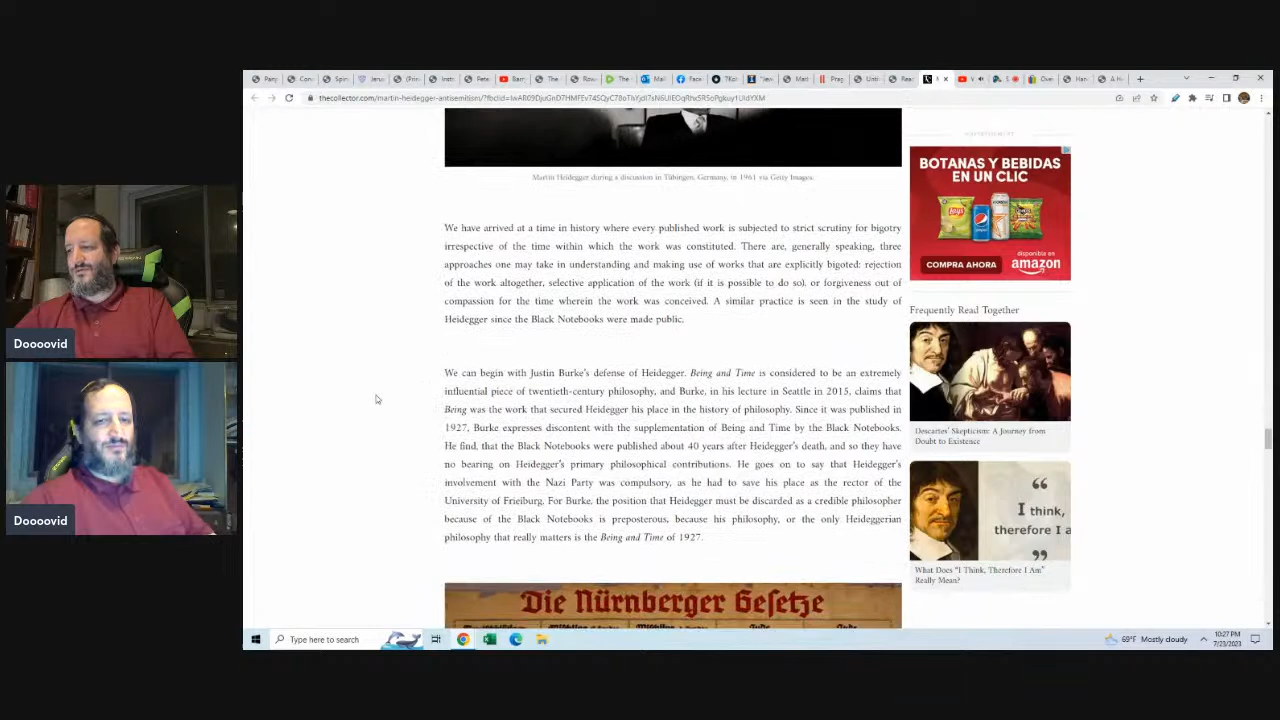 thecollector.com/martin-heidegger-antisemitism/?fbclid=
Martin Heidegger during a discussion in Tübingen, Germany, in 1961 via Getty Images.
We have arrived at a time in history where every published work is subjected to strict scrutiny for bigotry
irrespective of the time within which the work was constituted. There are, generally speaking, three
approaches one may take in understanding and making use of works that are explicitly bigoted: rejection
of the work altogether, selective application of the work (if it is possible to do so), or forgiveness out of
compassion for the time wherein the work was conceived. A similar practice is seen in the study of
Heidegger since the Black Notebooks were made public.
We can begin with Justin Burke's defense of Heidegger. Being and Time is considered to be an extremely
influential piece of twentieth-century philosophy, and Burke, in his lecture in Seattle in 2015, claims that
Being was the work that secured Heidegger his place in the history of philosophy. Since it was published in
1927, Burke expresses discontent with the supplementation of Being and Time by the Black Notebooks.
He find, that the Black Notebooks were published about 40 years after Heidegger's death, and so they have
no bearing on Heidegger's primary philosophical contributions. He goes on to say that Heidegger's
involvement with the Nazi Party was compulsory, as he had to save his place as the rector of the
University of Frieiburg. For Burke, the position that Heidegger must be discarded as a credible philosopher
because of the Black Notebooks is preposterous, because his philosophy, or the only Heideggerian
philosophy that really matters is the Being and Time of 1927.
Die Nürnberger Gesetze
ADVERTISEMENT
BOTANAS Y BEBIDAS
EN UN CLIC
Lay's
pepsi
COMPRA AHORA
disponible en
amazon
Frequently Read Together
Descartes' Skepticism: A Journey from
Doubt to Existence
“
I think,
therefore I a
”
What Does “I Think, Therefore I Am”
Really Mean?
Doooovid
Doooovid
Type here to search
69°F Mostly cloudy
10:27 PM
7/23/2023